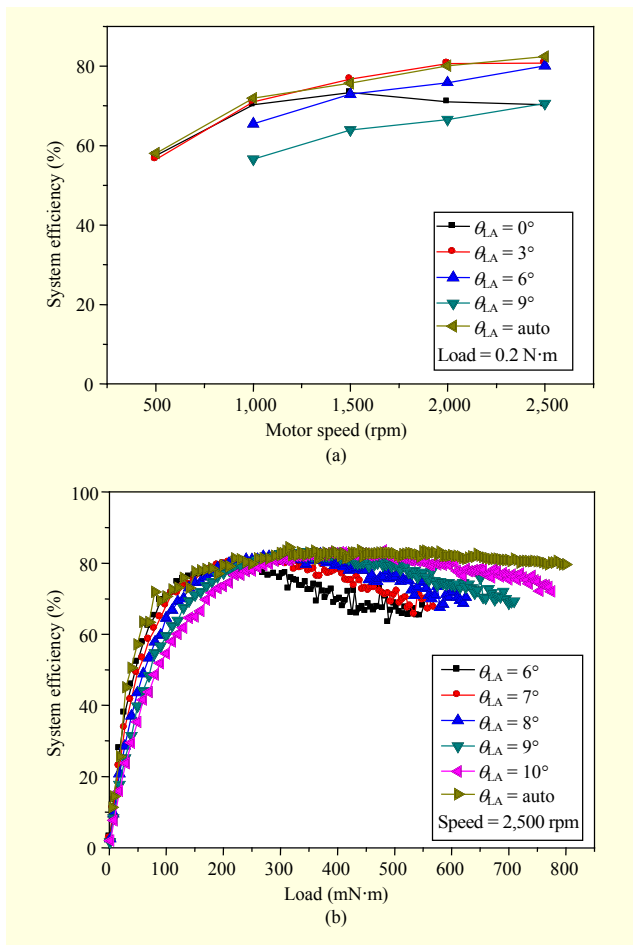 80
60
40
20
0
System efficiency (%)
θLA = 0°
θLA = 3°
θLA = 6°
θLA = 9°
θLA = auto
Load = 0.2 N·m
500 1,000 1,500 2,000 2,500
Motor speed (rpm)
(a)
100
80
60
40
20
0
System efficiency (%)
θLA = 6°
θLA = 7°
θLA = 8°
θLA = 9°
θLA = 10°
θLA = auto
Speed = 2,500 rpm
0 100 200 300 400 500 600 700 800
Load (mN·m)
(b)